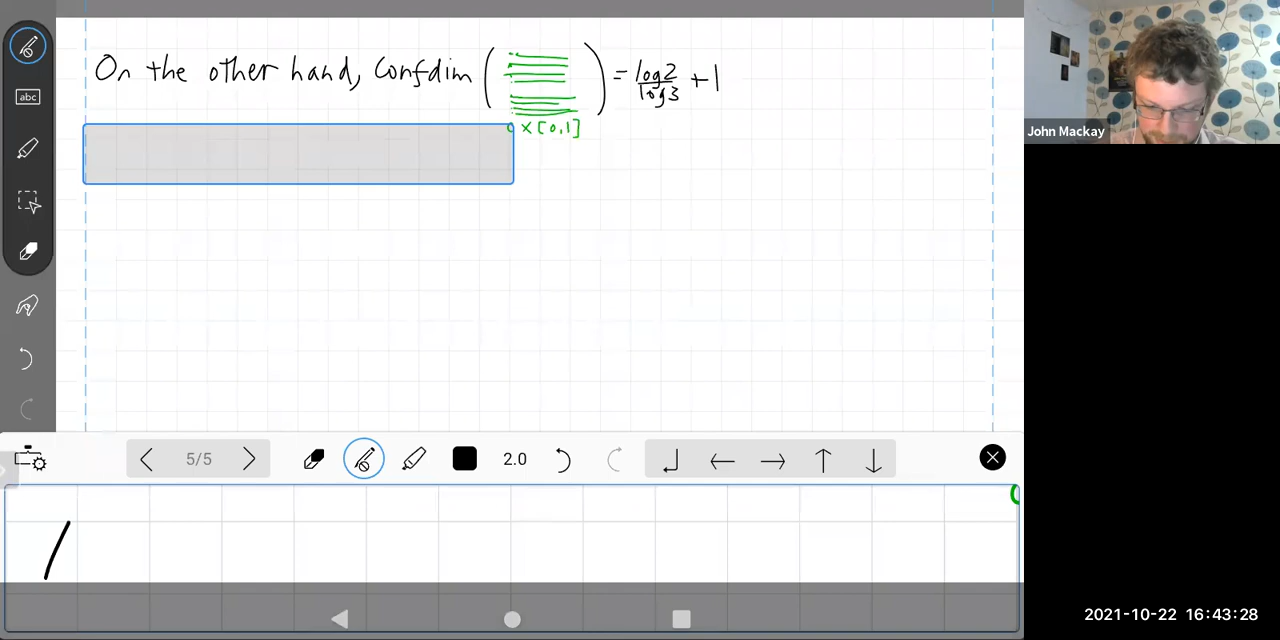 On the other hand, Confdim ( ) = log2/log3 + 1
C × [0,1]
abc
John Mackay
5/5
2.0
2021-10-22 16:43:28